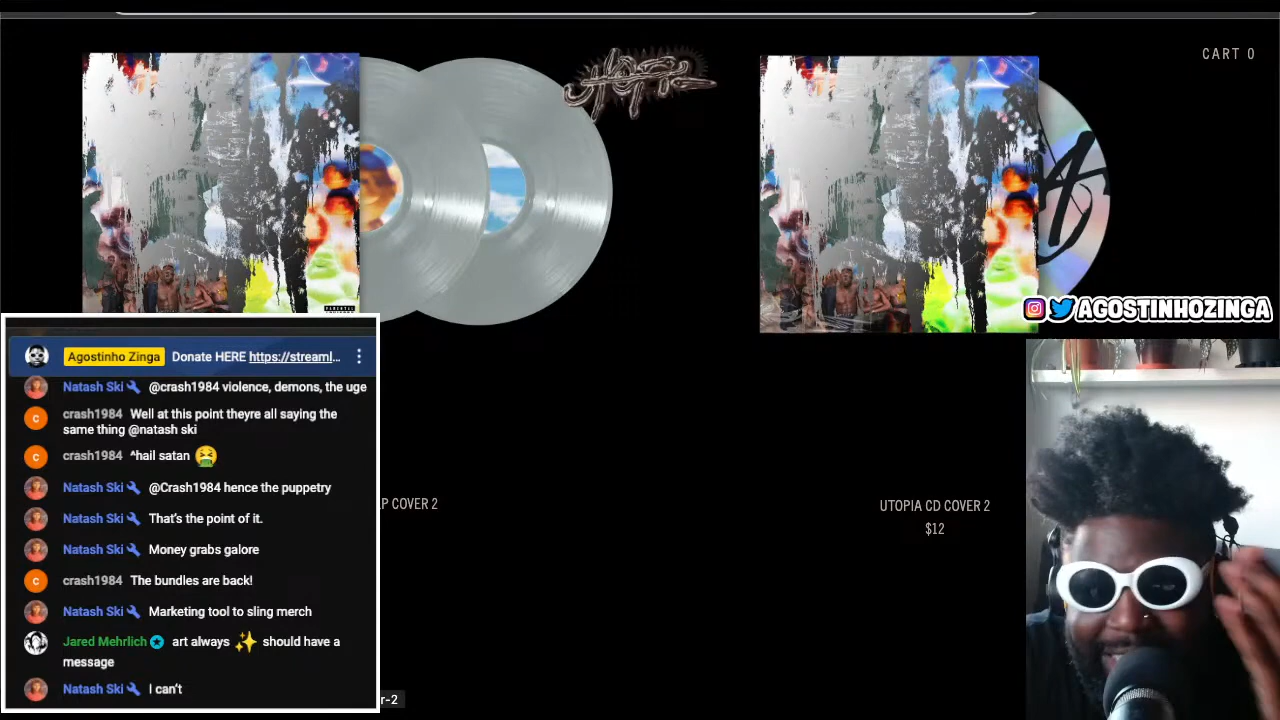 CART 0
AGOSTINHOZINGA
Agostinho Zinga Donate HERE https://streaml...
Natash Ski @crash1984 violence, demons, the uge
crash1984 Well at this point theyre all saying the
same thing @natash ski
crash1984 ^hail satan
Natash Ski @Crash1984 hence the puppetry
Natash Ski That's the point of it.
Natash Ski Money grabs galore
crash1984 The bundles are back!
Natash Ski Marketing tool to sling merch
Jared Mehrlich art always ✨ should have a
message
Natash Ski I can't
LP COVER 2
UTOPIA CD COVER 2
$12
r-2